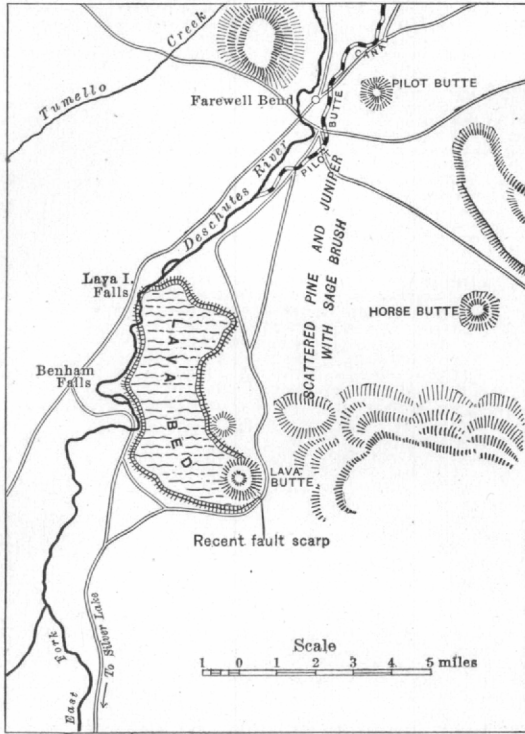 Tumello Creek
Farewell Bend
PILOT BUTTE CANA
PILOT BUTTE
Deschutes River
SCATTERED PINE AND JUNIPER
WITH SAGE BRUSH
Lava I.
Falls
HORSE BUTTE
Benham
Falls
LAVA BED
LAVA
BUTTE
Recent fault scarp
East Fork
To Silver Lake
Scale
1 0 1 2 3 4 5 miles